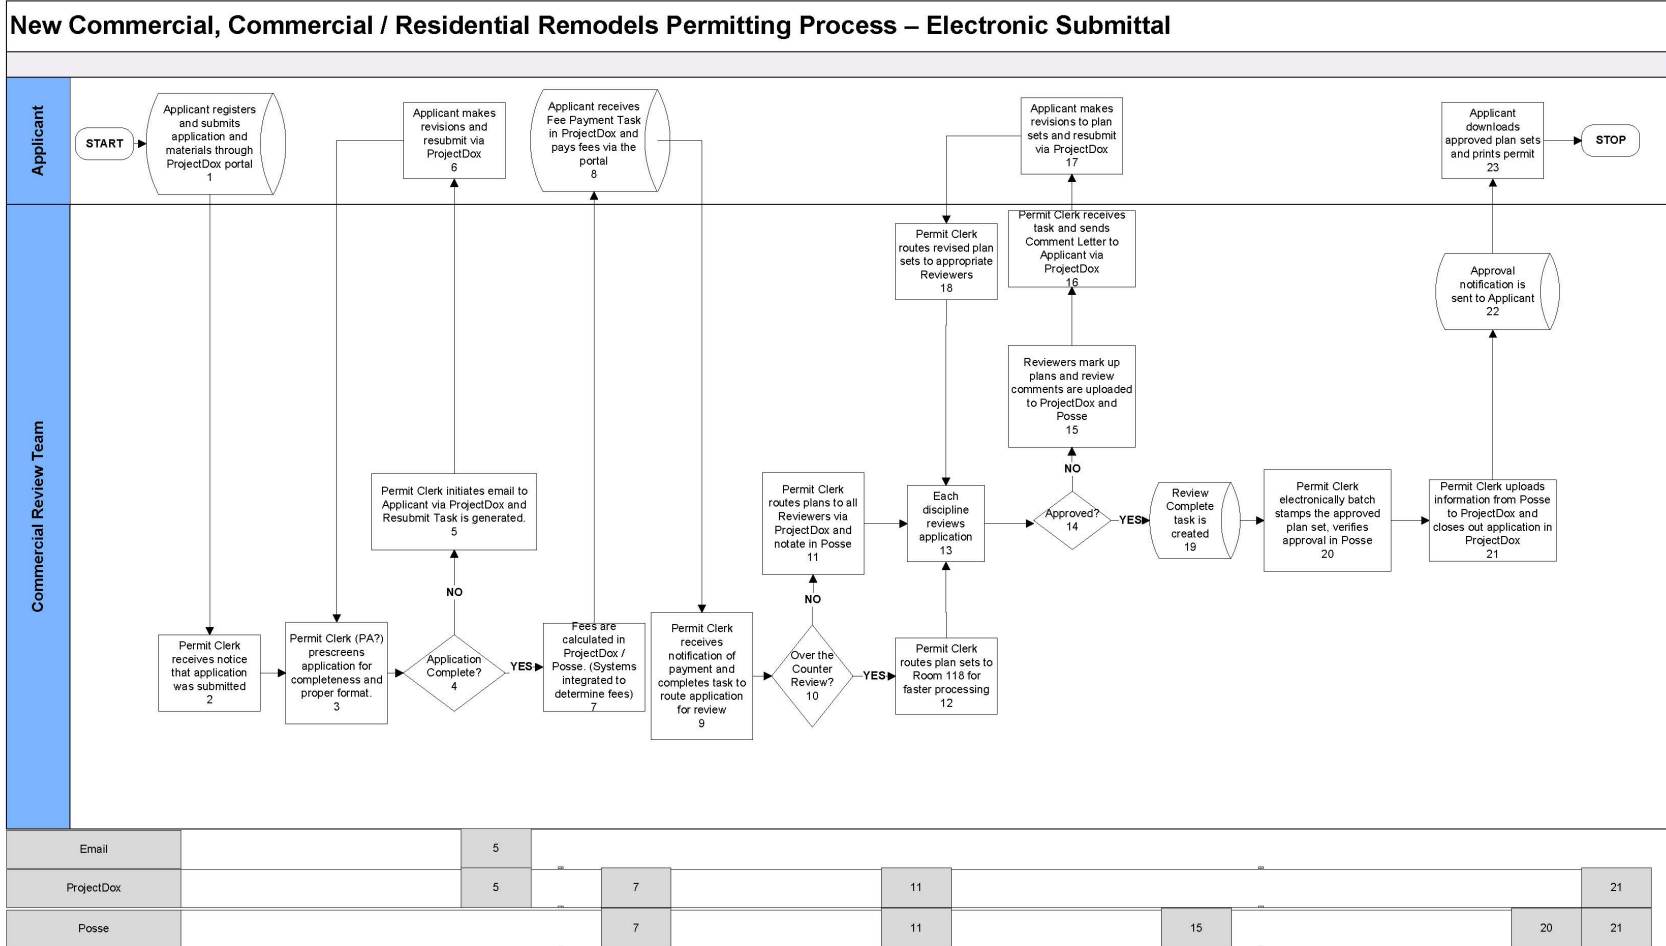 New Commercial, Commercial / Residential Remodels Permitting Process – Electronic Submittal
Applicant
START
Applicant registers
and submits
application and
materials through
ProjectDox portal
1
Applicant makes
revisions and
resubmit via
ProjectDox
6
Applicant receives
Fee Payment Task
in ProjectDox and
pays fees via the
portal
8
Applicant makes
revisions to plan
sets and resubmit
via ProjectDox
17
Applicant
downloads
approved plan sets
and prints permit
23
STOP
Commercial Review Team
Permit Clerk
receives notice
that application
was submitted
2
Permit Clerk (PA?)
prescreens
application for
completeness and
proper format.
3
Application
Complete?
4
NO
Permit Clerk initiates email to
Applicant via ProjectDox and
Resubmit Task is generated.
5
YES
Fees are
calculated in
ProjectDox /
Posse. (Systems
integrated to
determine fees)
7
Permit Clerk
receives
notification of
payment and
completes task to
route application
for review
9
Over the
Counter
Review?
10
NO
Permit Clerk
routes plans to all
Reviewers via
ProjectDox and
notate in Posse
11
YES
Permit Clerk
routes plan sets to
Room 118 for
faster processing
12
Each
discipline
reviews
application
13
Permit Clerk
routes revised plan
sets to appropriate
Reviewers
18
Approved?
14
NO
Reviewers mark up
plans and review
comments are uploaded
to ProjectDox and
Posse
15
Permit Clerk receives
task and sends
Comment Letter to
Applicant via
ProjectDox
16
YES
Review
Complete
task is
created
19
Permit Clerk
electronically batch
stamps the approved
plan set, verifies
approval in Posse
20
Permit Clerk uploads
information from Posse
to ProjectDox and
closes out application in
ProjectDox
21
Approval
notification is
sent to Applicant
22
Email
5
ProjectDox
5
7
11
21
Posse
7
11
15
20
21